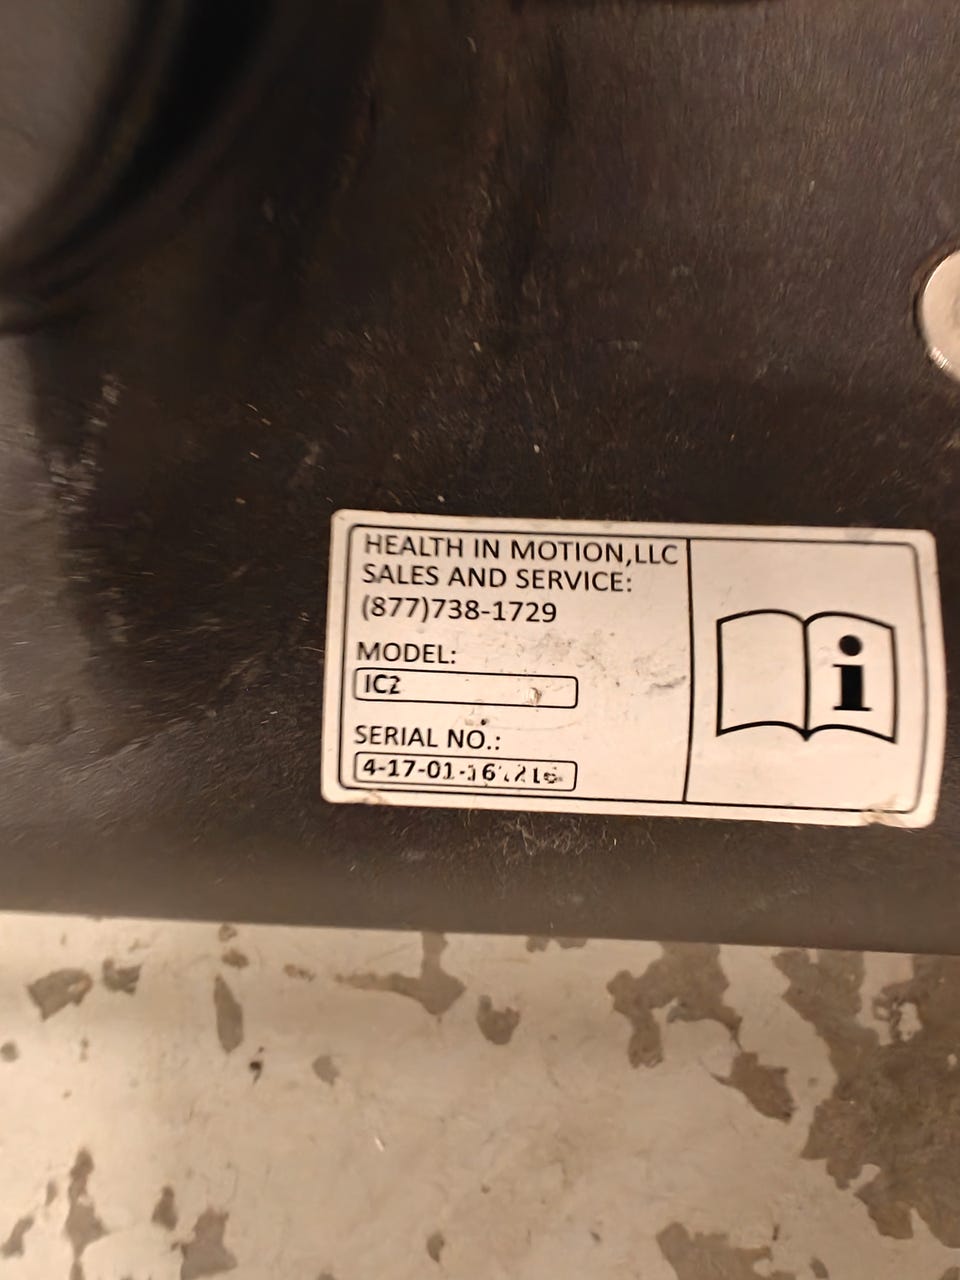 HEALTH IN MOTION,LLC
SALES AND SERVICE:
(877)738-1729
MODEL:
IC2
SERIAL NO.:
i